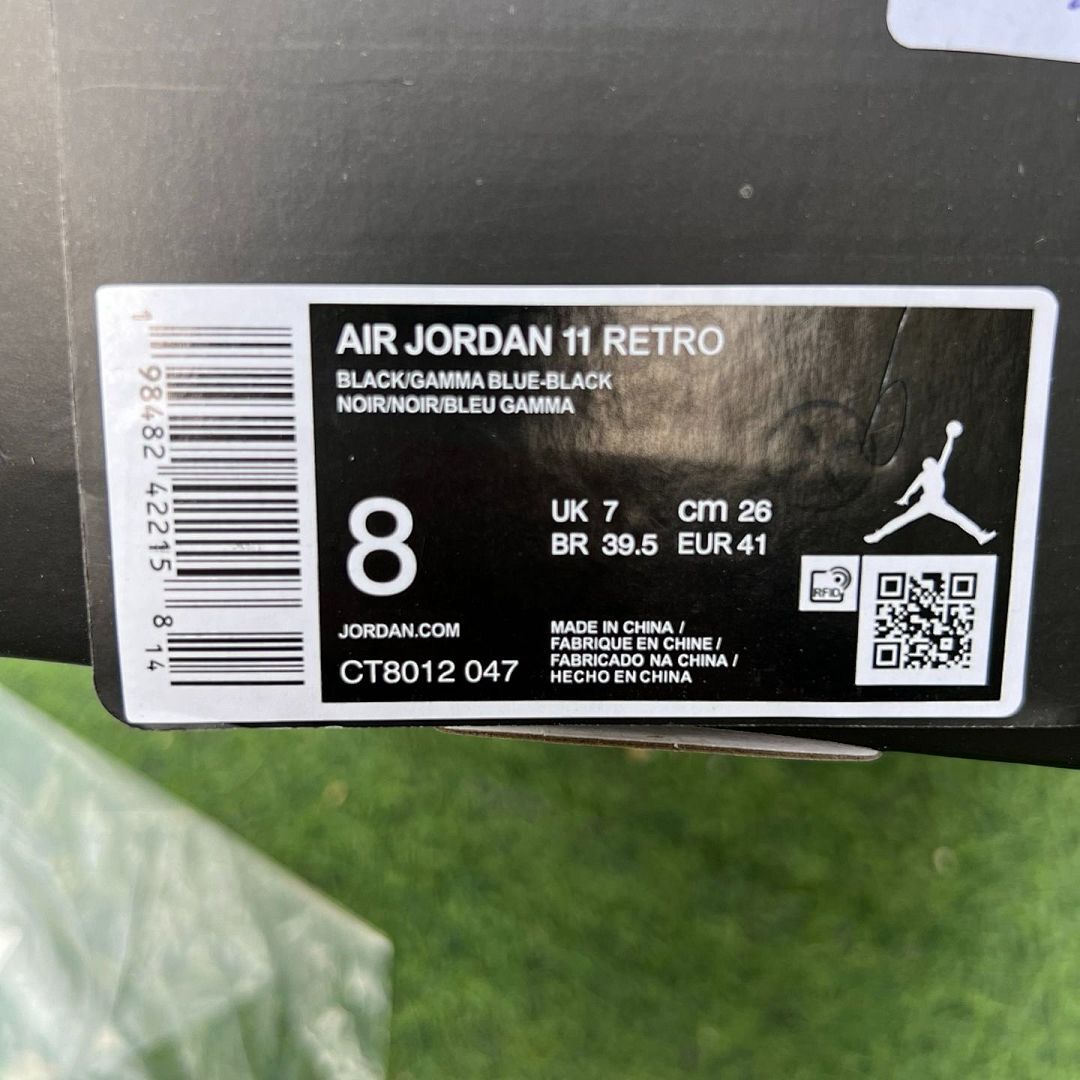 AIR JORDAN 11 RETRO
BLACK/GAMMA BLUE-BLACK
NOIR/NOIR/BLEU GAMMA
8
UK 7 cm 26
BR 39.5 EUR 41
RFID
JORDAN.COM
CT8012 047
MADE IN CHINA /
FABRIQUE EN CHINE /
FABRICADO NA CHINA /
HECHO EN CHINA
1 98482 42215 8 14